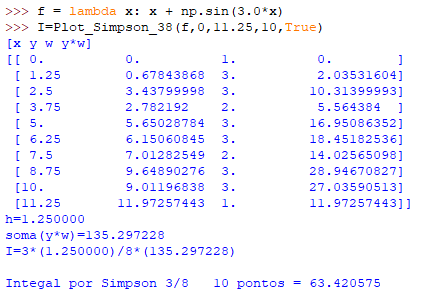 >>> f = lambda x: x + np.sin(3.0*x)
>>> I=Plot_Simpson_38(f,0,11.25,10,True)
[x y w y*w]
[[ 0. 0. 1. 0. ]
[ 1.25 0.67843868 3. 2.03531604]
[ 2.5 3.43799998 3. 10.31399993]
[ 3.75 2.782192 2. 5.564384 ]
[ 5. 5.65028784 3. 16.95086352]
[ 6.25 6.15060845 3. 18.45182536]
[ 7.5 7.01282549 2. 14.02565098]
[ 8.75 9.64890276 3. 28.94670827]
[10. 9.01196838 3. 27.03590513]
[11.25 11.97257443 1. 11.97257443]]
h=1.250000
soma(y*w)=135.297228
I=3*(1.250000)/8*(135.297228)
Integal por Simpson 3/8 10 pontos = 63.420575